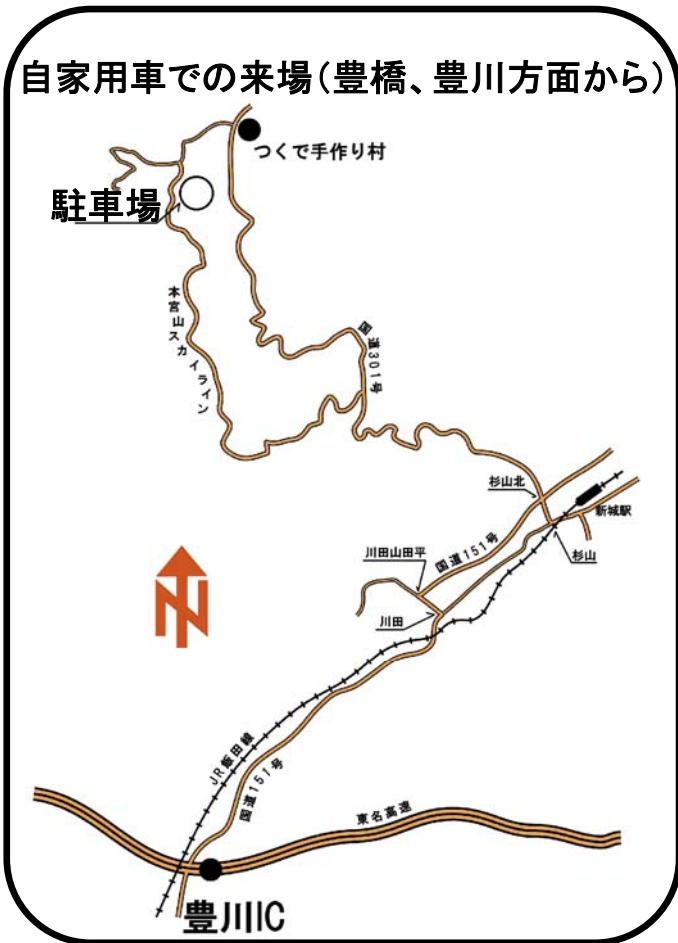 自家用車での来場(豊橋、豊川方面から)
つくで手作り村
駐車場
本宮山スカイライン
国道301号
杉山北
新城駅
国道151号
杉山
川田山田平
川田
N
JR飯田線
国道151号
東名高速
豊川IC